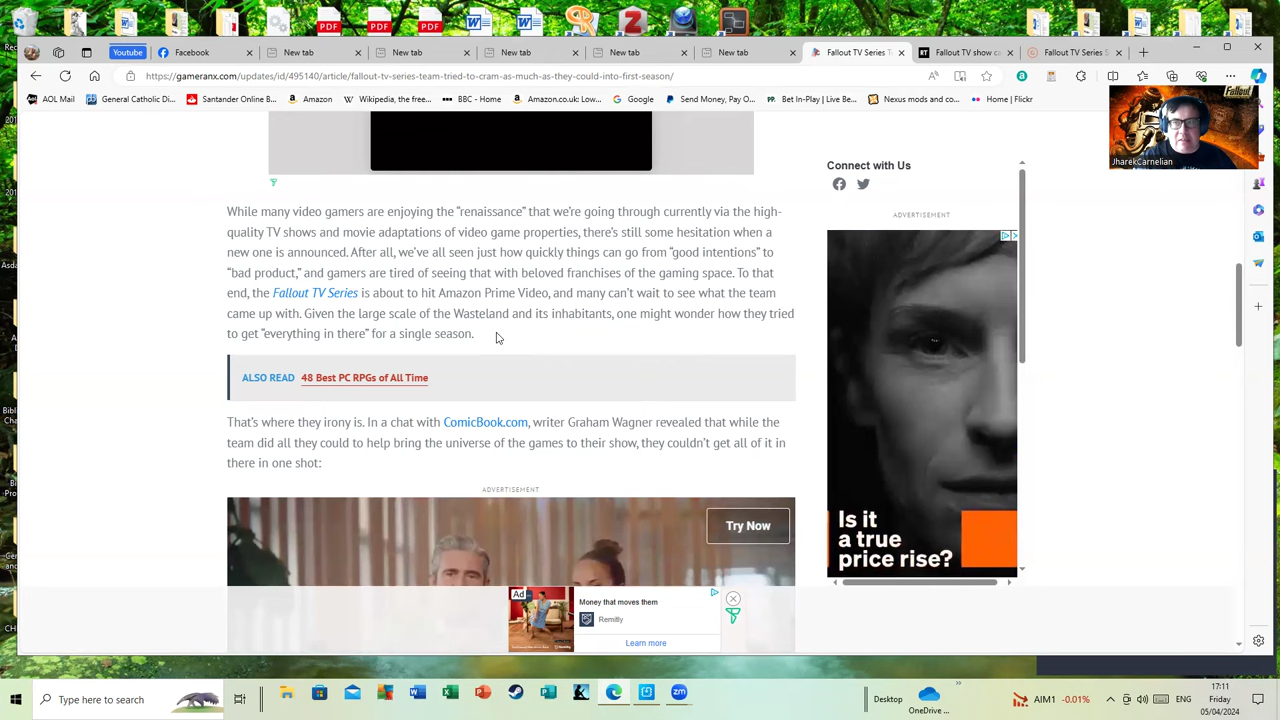 PDF
PDF
PDF
Youtube
Facebook
New tab
New tab
New tab
New tab
New tab
Fallout TV Series T
RT
Fallout TV show c
Fallout TV Series S
https://gameranx.com/updates/id/495140/article/fallout-tv-series-team-tried-to-cram-as-much-as-they-could-into-first-season/
AOL Mail
General Catholic Di...
Santander Online B...
Amazon
Wikipedia, the free...
BBC - Home
Amazon.co.uk: Low...
Google
Send Money, Pay O...
Bet In-Play | Live Be...
Nexus mods and co...
Home | Flickr
Fallout
JharekCarnelian
Connect with Us
ADVERTISEMENT
While many video gamers are enjoying the “renaissance” that we’re going through currently via the high-
quality TV shows and movie adaptations of video game properties, there’s still some hesitation when a
new one is announced. After all, we’ve all seen just how quickly things can go from “good intentions” to
“bad product,” and gamers are tired of seeing that with beloved franchises of the gaming space. To that
end, the Fallout TV Series is about to hit Amazon Prime Video, and many can’t wait to see what the team
came up with. Given the large scale of the Wasteland and its inhabitants, one might wonder how they tried
to get “everything in there” for a single season.
ALSO READ 48 Best PC RPGs of All Time
That’s where they irony is. In a chat with ComicBook.com, writer Graham Wagner revealed that while the
team did all they could to help bring the universe of the games to their show, they couldn’t get all of it in
there in one shot:
ADVERTISEMENT
Try Now
Is it
a true
price rise?
Ad
Money that moves them
Remitly
Learn more
Type here to search
Desktop
OneDrive ...
AIM1 -0.01%
ENG
17:11
Friday
05/04/2024